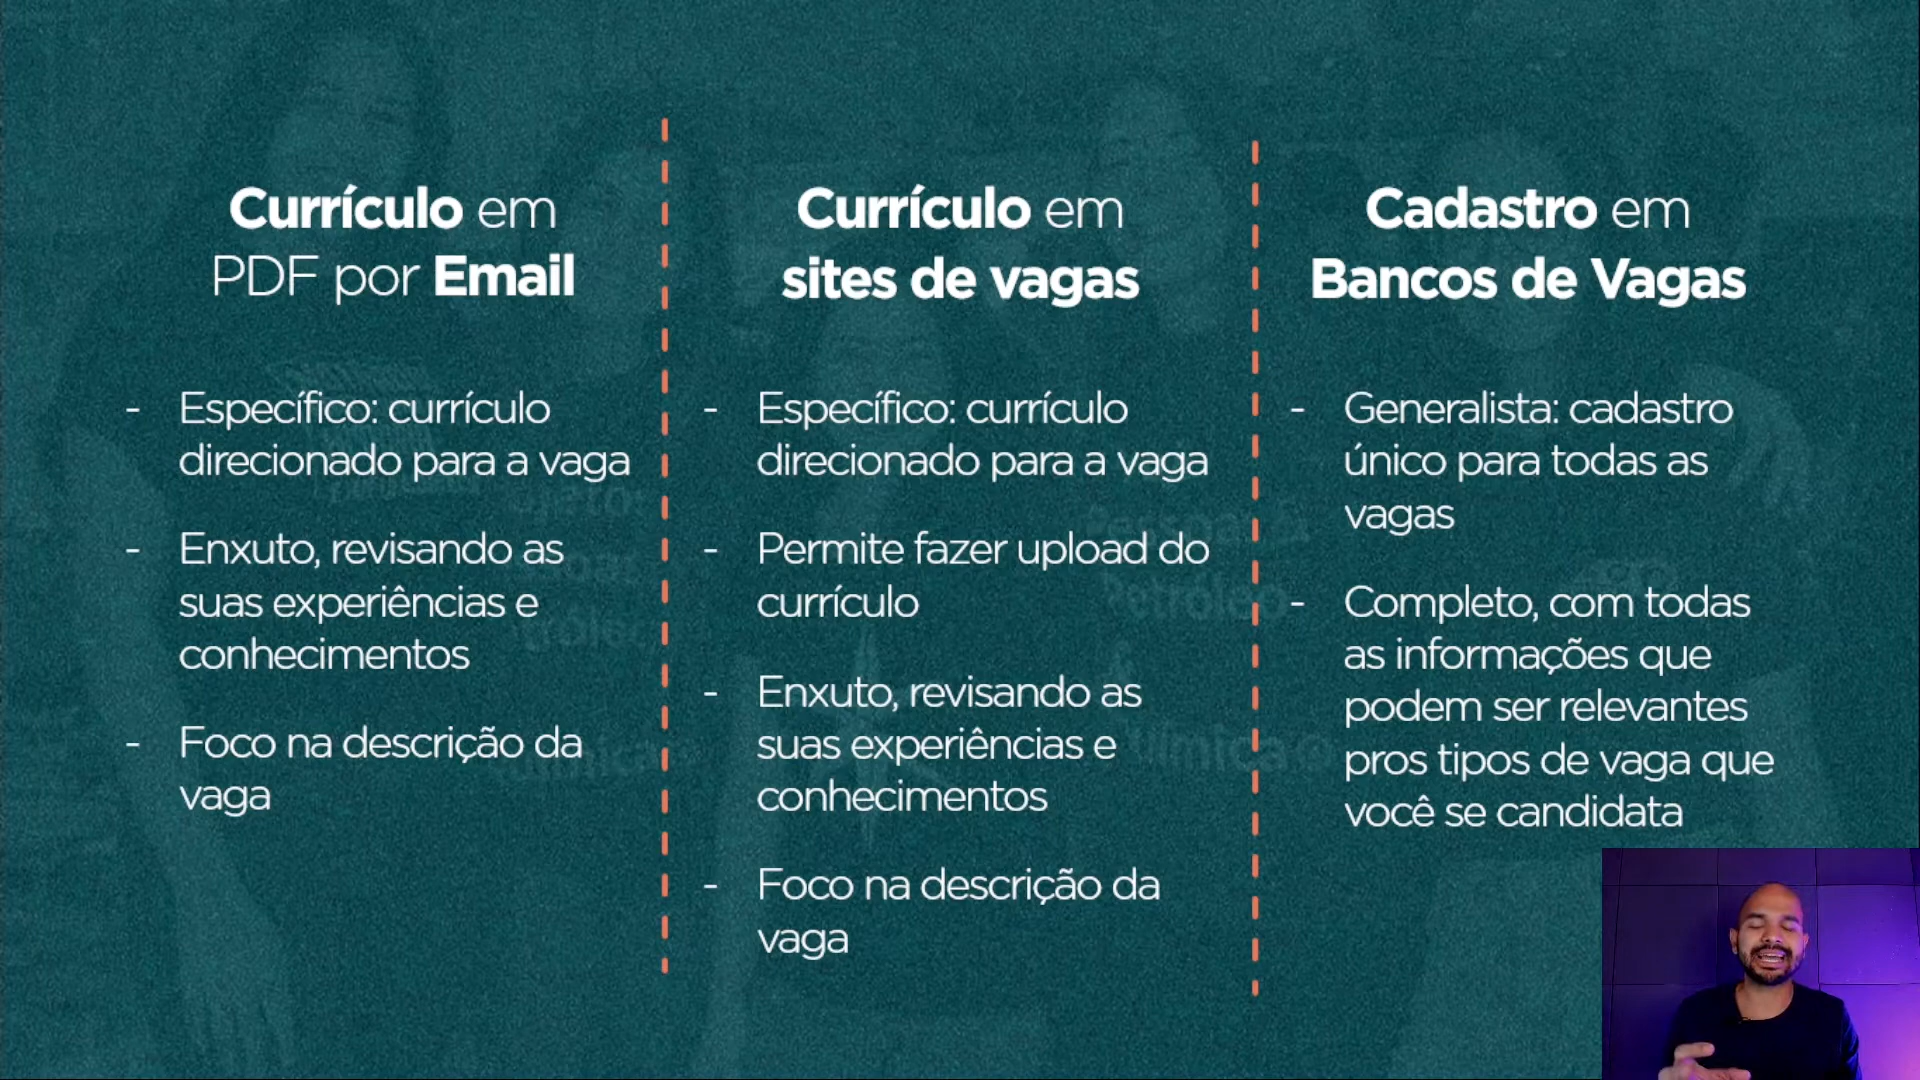 Currículo em
PDF por Email
- Específico: currículo
direcionado para a vaga
- Enxuto, revisando as
suas experiências e
conhecimentos
- Foco na descrição da
vaga
Currículo em
sites de vagas
- Específico: currículo
direcionado para a vaga
- Permite fazer upload do
currículo
- Enxuto, revisando as
suas experiências e
conhecimentos
- Foco na descrição da
vaga
Cadastro em
Bancos de Vagas
- Generalista: cadastro
único para todas as
vagas
- Completo, com todas
as informações que
podem ser relevantes
pros tipos de vaga que
você se candidata